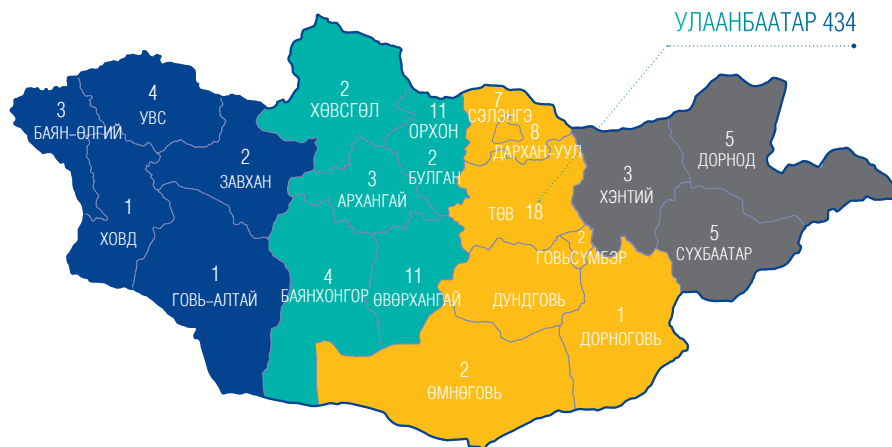 УЛААНБААТАР 434
3
БАЯН-ӨЛГИЙ
4
УВС
2
ЗАВХАН
1
ХОВД
1
ГОВЬ-АЛТАЙ
2
ХӨВСГӨЛ
11
ОРХОН
2
БУЛГАН
3
АРХАНГАЙ
4
БАЯНХОНГОР
11
ӨВӨРХАНГАЙ
7
СЭЛЭНГЭ
8
ДАРХАН-УУЛ
ТӨВ 18
2
ГОВЬСҮМБЭР
ДУНДГОВЬ
1
ДОРНОГОВЬ
2
ӨМНӨГОВЬ
3
ХЭНТИЙ
5
ДОРНОД
5
СҮХБААТАР